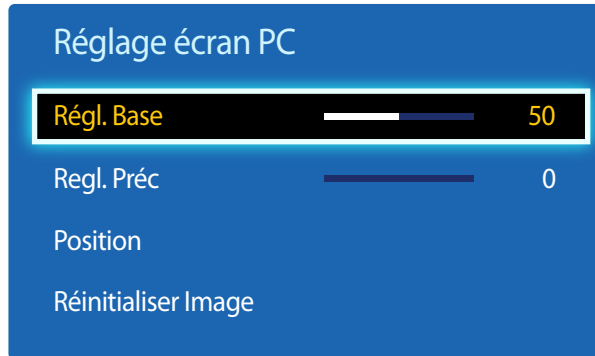 Réglage écran PC
Régl. Base 50
Regl. Préc 0
Position
Réinitialiser Image